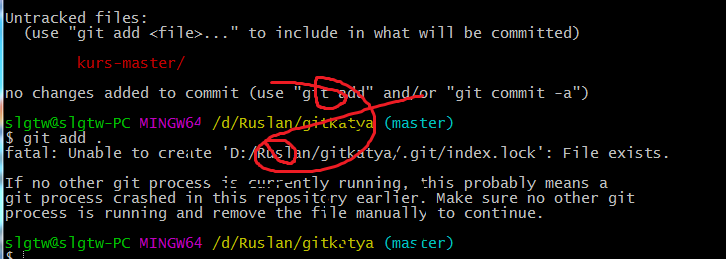 Untracked files:
(use "git add <file>..." to include in what will be committed)
kurs-master/
no changes added to commit (use "git add" and/or "git commit -a")
slgtw@slgtw-PC MINGW64 /d/Ruslan/gitkatya (master)
$ git add .
fatal: Unable to create 'D:/Ruslan/gitkatya/.git/index.lock': File exists.
If no other git process is currently running, this probably means a
git process crashed in this repository earlier. Make sure no other git
process is running and remove the file manually to continue.
slgtw@slgtw-PC MINGW64 /d/Ruslan/gitkatya (master)
$